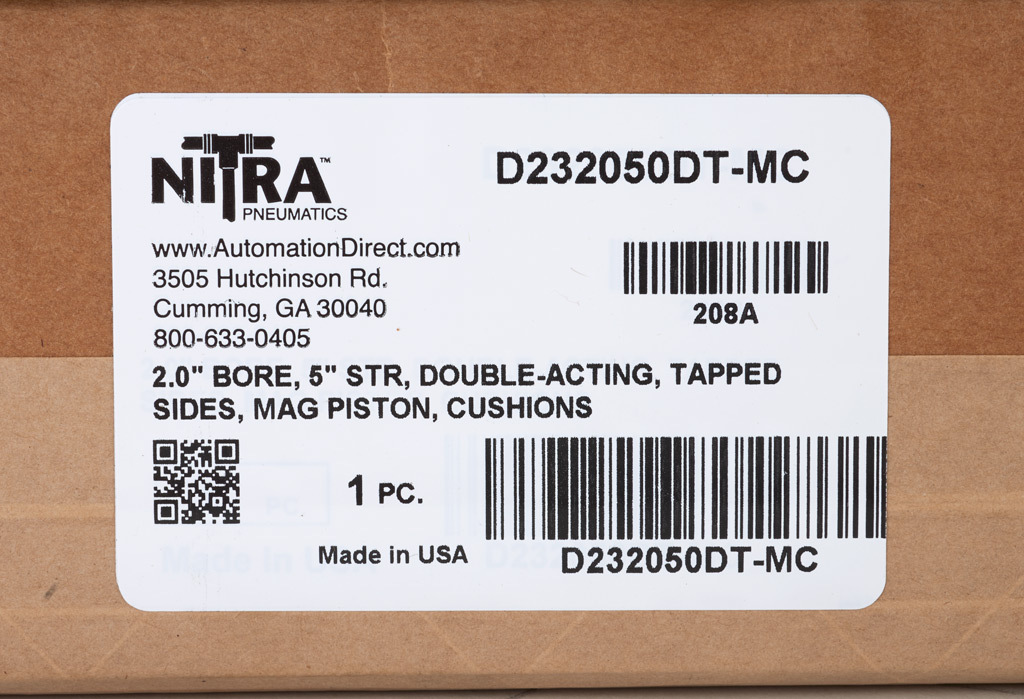 NITRA™
PNEUMATICS
D232050DT-MC
www.AutomationDirect.com
3505 Hutchinson Rd.
Cumming, GA 30040
800-633-0405
208A
2.0" BORE, 5" STR, DOUBLE-ACTING, TAPPED
SIDES, MAG PISTON, CUSHIONS
1 PC.
Made in USA
D232050DT-MC